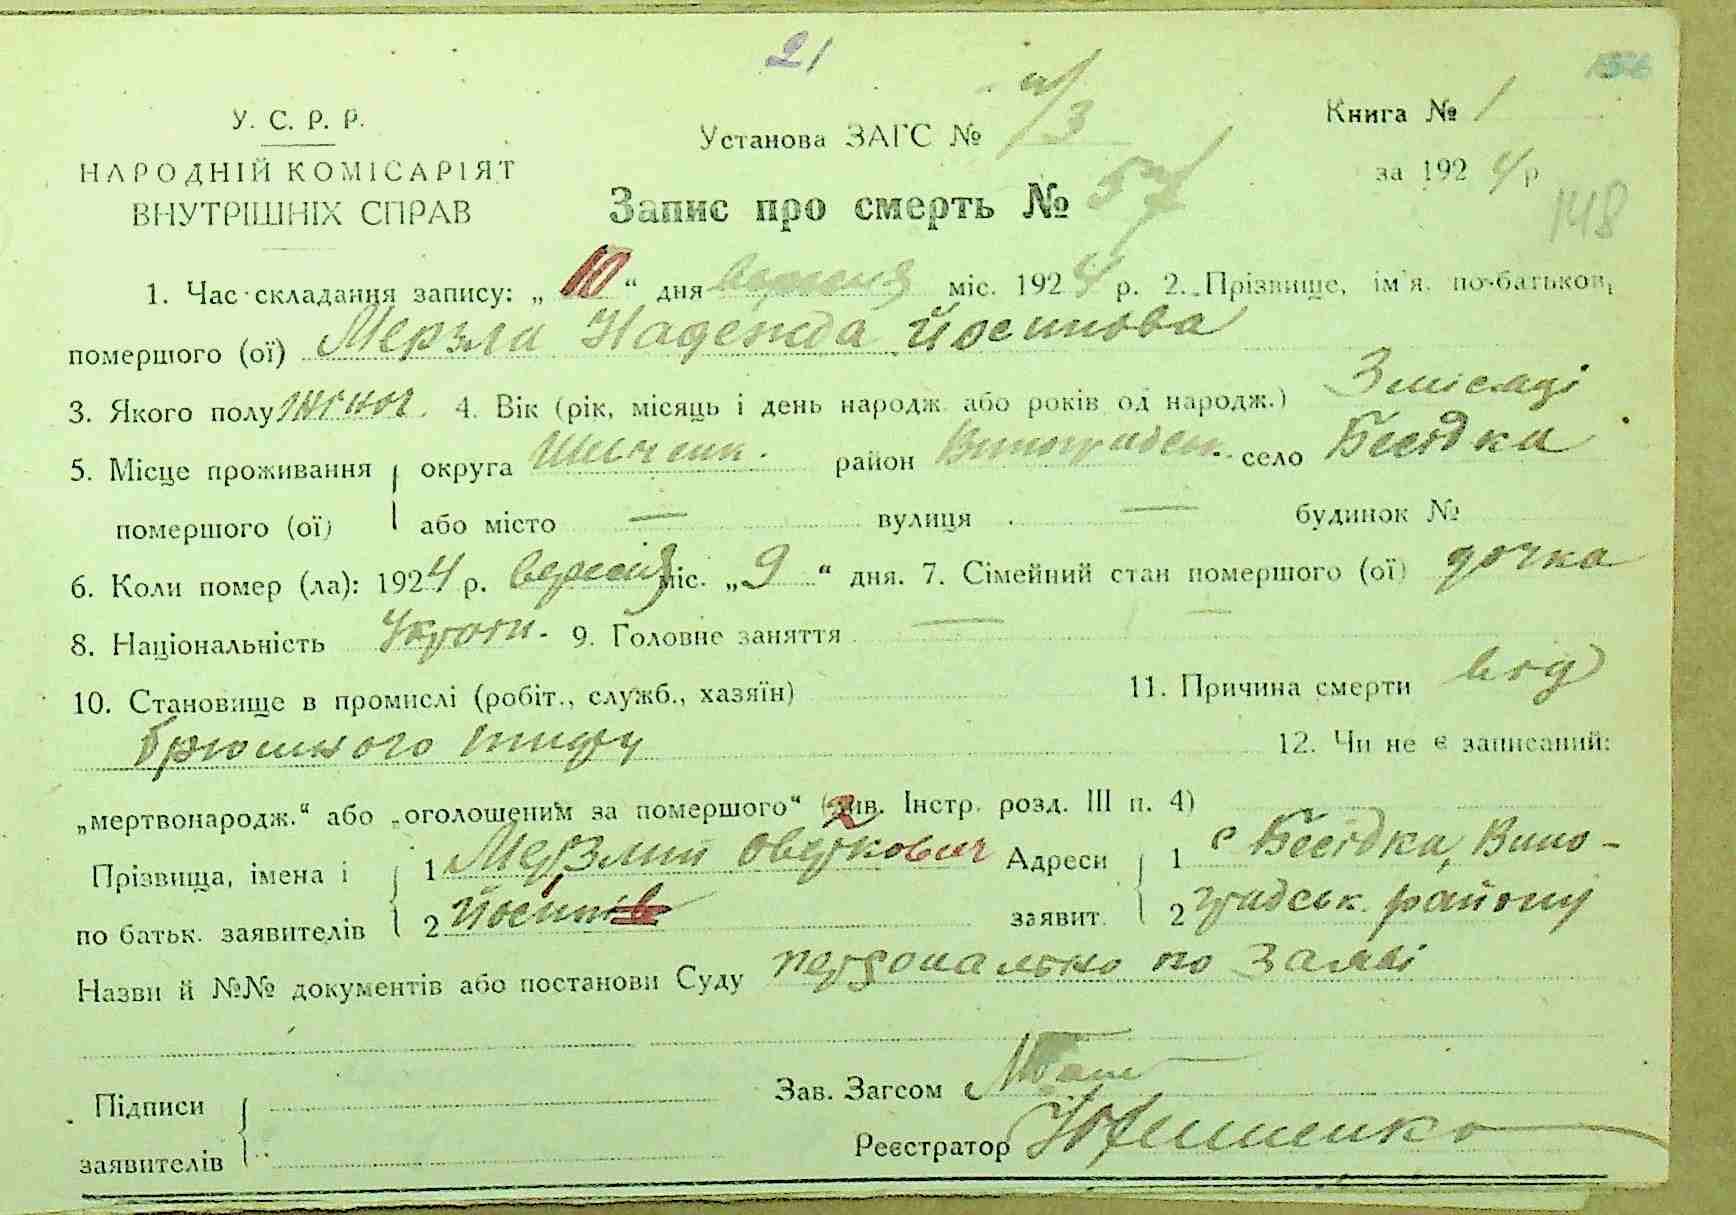 21
У. С. Р. Р.
НАРОДНІЙ КОМІСАРІЯТ
ВНУТРІШНІХ СПРАВ
Установа ЗАГС №
Книга № 1
за 1924 р
Запис про смерть № 57
148
1. Час складання запису: „10“ дня вересня міс. 1924 р. 2. Прізвище, ім'я, по-батькові
помершого (ої) Мерзла Надежда Йосипова
3. Якого полу жіноч. 4. Вік (рік, місяць і день народж. або років од народж.) 3 місяці
5. Місце проживання округа район Виноградск. село Беседка
помершого (ої) або місто — вулиця — будинок №
6. Коли помер (ла): 1924 р. вересня міс. „9“ дня. 7. Сімейний стан помершого (ої) дочка
8. Національність Україн. 9. Головне заняття —
10. Становище в промислі (робіт., служб., хазяїн) 11. Причина смерти від
брюшного тифу 12. Чи не є записаний:
„мертвонародж.“ або „оголошеним за помершого“ (див. Інстр. розд. III п. 4)
Прізвища, імена і 1 Мерзлий Адреси 1 с Беседка, Вино-
по батьк. заявителів 2 Йосип заявит. 2 градськ. району
Назви й №№ документів або постанови Суду персонально по заяві
Підписи
заявителів
Зав. Загсом
Реєстратор